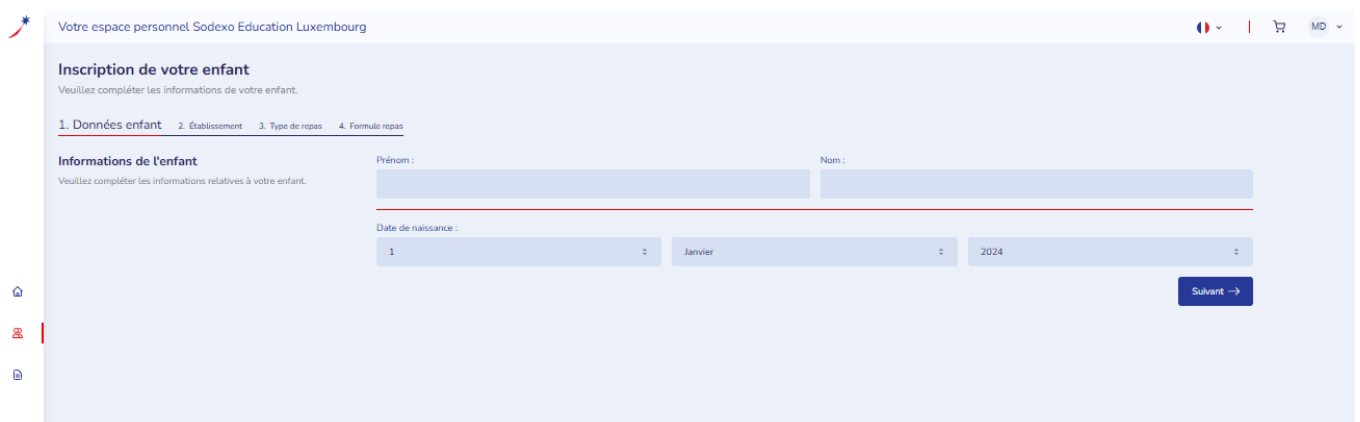 Votre espace personnel Sodexo Education Luxembourg
MD
Inscription de votre enfant
Veuillez compléter les informations de votre enfant.
1. Données enfant 2. Établissement 3. Type de repas 4. Formule repas
Informations de l'enfant
Veuillez compléter les informations relatives à votre enfant.
Prénom : Nom :
Date de naissance :
1 Janvier 2024
Suivant →